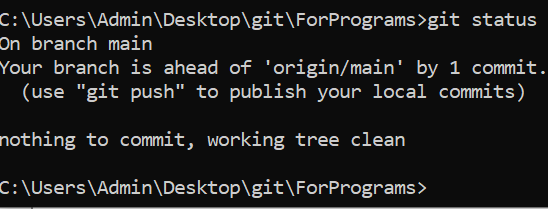 C:\Users\Admin\Desktop\git\ForPrograms>git status
On branch main
Your branch is ahead of 'origin/main' by 1 commit.
  (use "git push" to publish your local commits)

nothing to commit, working tree clean

C:\Users\Admin\Desktop\git\ForPrograms>